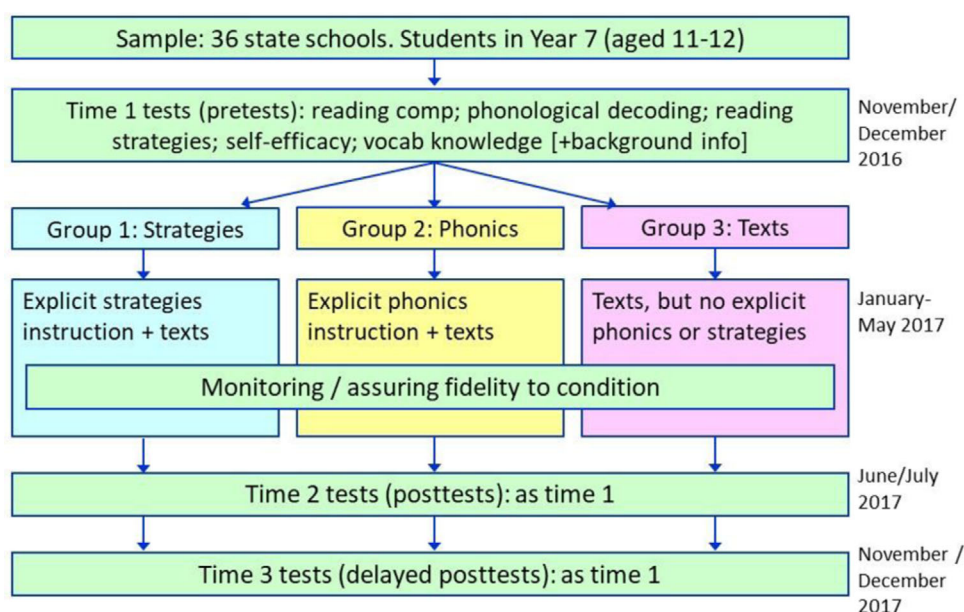 Sample: 36 state schools. Students in Year 7 (aged 11-12)
Time 1 tests (pretests): reading comp; phonological decoding; reading
strategies; self-efficacy; vocab knowledge [+background info]
November/
December
2016
Group 1: Strategies
Group 2: Phonics
Group 3: Texts
Explicit strategies
instruction + texts
Explicit phonics
instruction + texts
Texts, but no explicit
phonics or strategies
January-
May 2017
Monitoring / assuring fidelity to condition
Time 2 tests (posttests): as time 1
June/July
2017
Time 3 tests (delayed posttests): as time 1
November /
December
2017